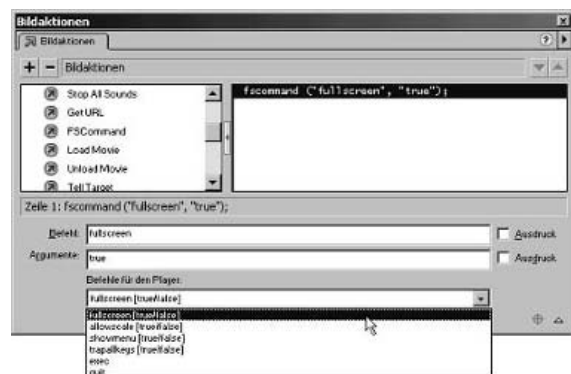 Bildaktionen
Bildaktionen
+ - Bildaktionen
Stop All Sounds
Get URL
FSCommand
Load Movie
Unload Movie
Tell Target
fscommand ("fullscreen", "true");
Zeile 1: fscommand ("fullscreen", "true");
Befehl: fullscreen
Ausdruck
Argumente: true
Ausdruck
Befehle für den Player:
fullscreen [true/false]
fullscreen [true/false]
allowscale [true/false]
showmenu [true/false]
trapallkeys [true/false]
exec
quit